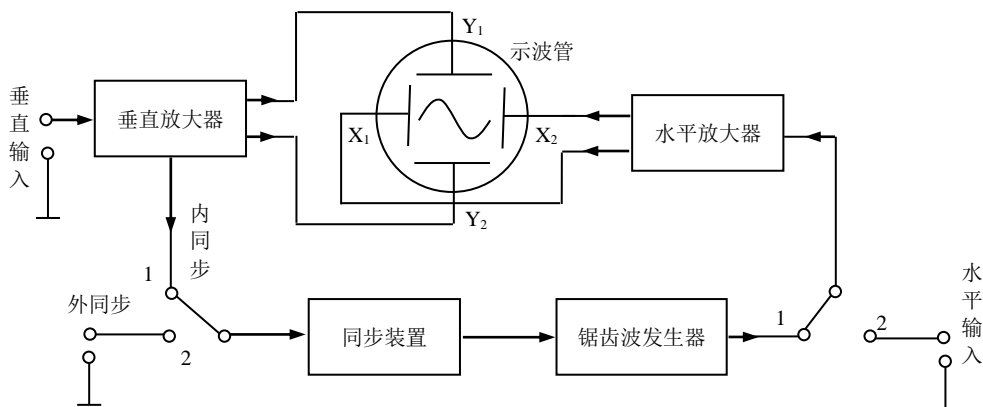 Y1
示波管
垂直输入
垂直放大器
X1
X2
水平放大器
Y2
内同步
1
外同步
2
同步装置
锯齿波发生器
1
2
水平输入